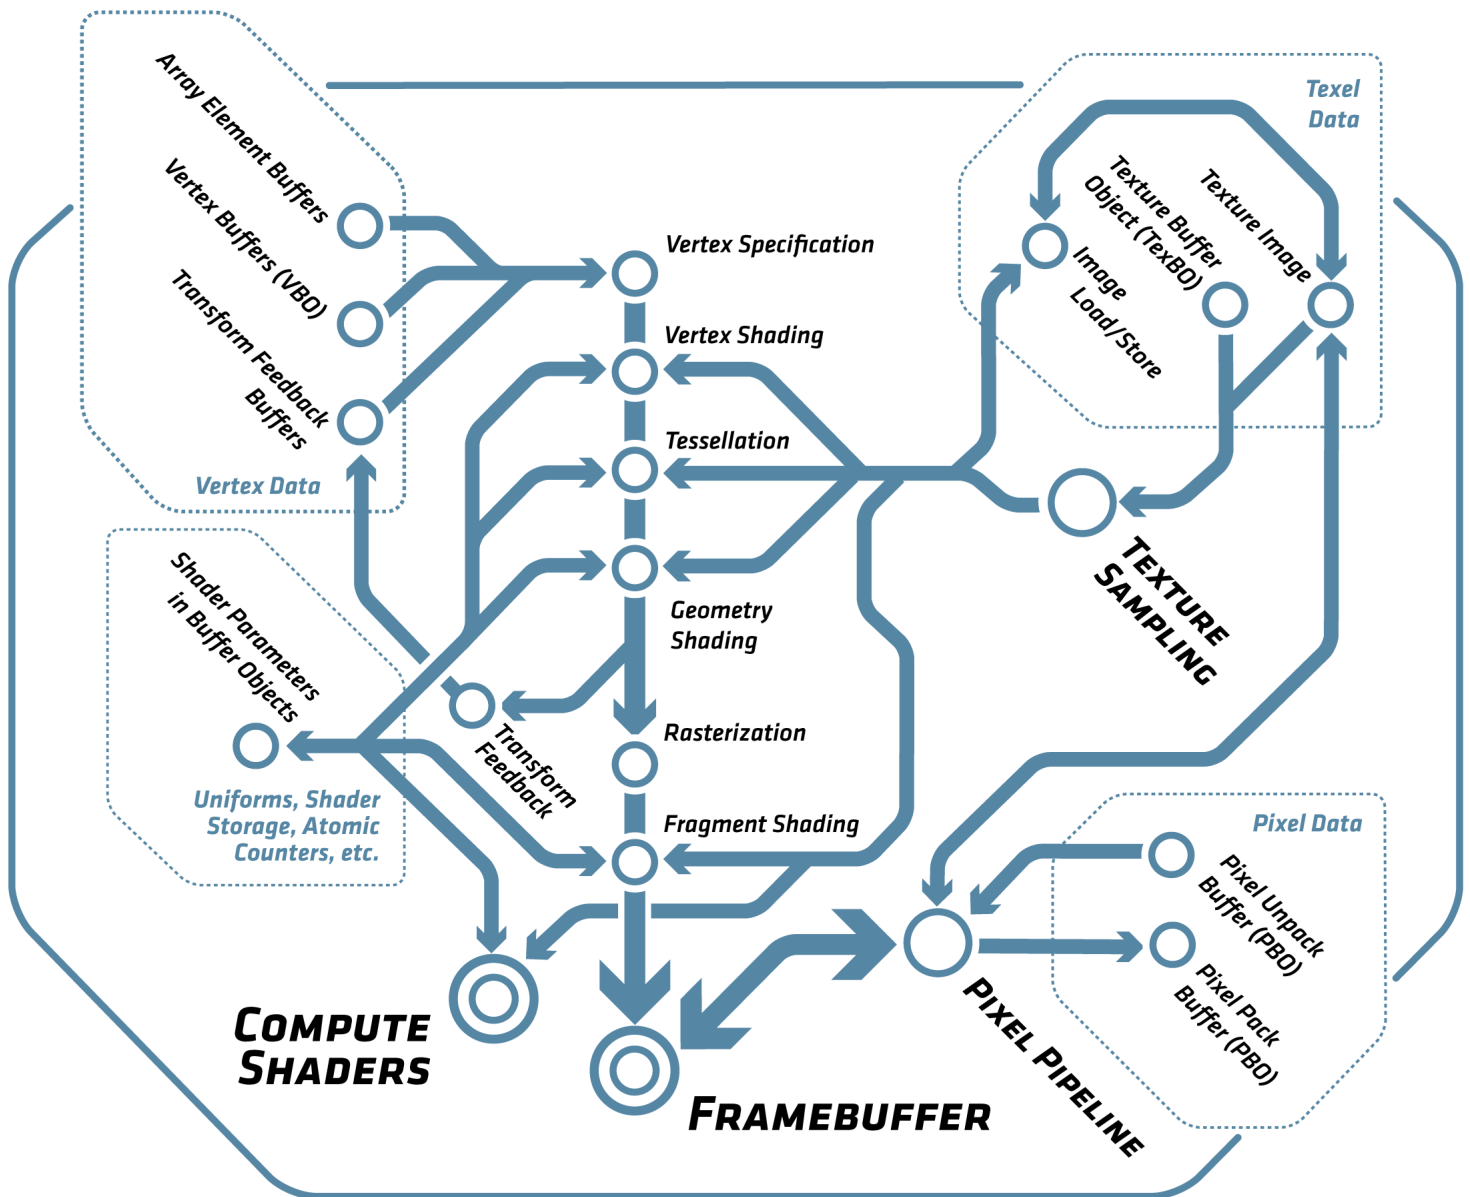 Array Element Buffers
Vertex Buffers (VBO)
Transform Feedback
Buffers
Vertex Data
Texel
Data
Texture Buffer
Object (TexBO)
Texture Image
Image
Load/Store
Vertex Specification
Vertex Shading
Tessellation
Geometry
Shading
Rasterization
Fragment Shading
TEXTURE
SAMPLING
Shader Parameters
in Buffer Objects
Uniforms, Shader
Storage, Atomic
Counters, etc.
Transform
Feedback
Pixel Data
Pixel Unpack
Buffer (PBO)
Pixel Pack
Buffer (PBO)
COMPUTE
SHADERS
FRAMEBUFFER
PIXEL PIPELINE